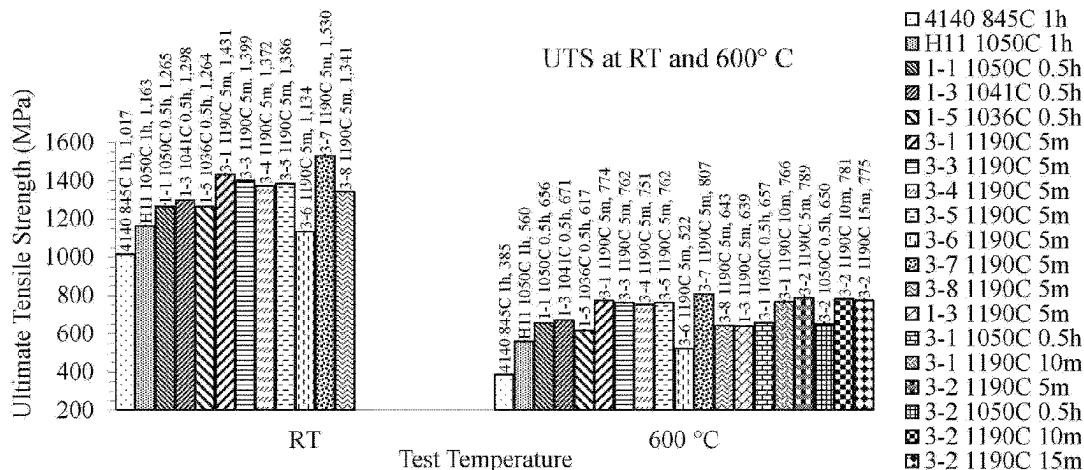 UTS at RT and 600° C
Ultimate Tensile Strength (MPa)
1600
1400
1200
1000
800
600
400
200
4140 845C 1h, 1,017
H11 1050C 1h, 1,163
1-1 1050C 0.5h, 1,265
1-3 1041C 0.5h, 1,298
1-5 1036C 0.5h, 1,264
3-1 1190C 5m, 1,431
3-3 1190C 5m, 1,399
3-4 1190C 5m, 1,372
3-5 1190C 5m, 1,386
3-6 1190C 5m, 1,134
3-7 1190C 5m, 1,530
3-8 1190C 5m, 1,341
4140 845C 1h, 385
H11 1050C 1h, 560
1-1 1050C 0.5h, 656
1-3 1041C 0.5h, 671
1-5 1036C 0.5h, 617
3-1 1190C 5m, 774
3-3 1190C 5m, 762
3-4 1190C 5m, 751
3-5 1190C 5m, 762
3-6 1190C 5m, 522
3-7 1190C 5m, 807
3-8 1190C 5m, 643
1-3 1190C 5m, 639
3-1 1050C 0.5h, 657
3-1 1190C 10m, 766
3-2 1190C 5m, 789
3-2 1050C 0.5h, 650
3-2 1190C 10m, 781
3-2 1190C 15m, 775
RT
600 °C
Test Temperature
4140 845C 1h
H11 1050C 1h
1-1 1050C 0.5h
1-3 1041C 0.5h
1-5 1036C 0.5h
3-1 1190C 5m
3-3 1190C 5m
3-4 1190C 5m
3-5 1190C 5m
3-6 1190C 5m
3-7 1190C 5m
3-8 1190C 5m
1-3 1190C 5m
3-1 1050C 0.5h
3-1 1190C 10m
3-2 1190C 5m
3-2 1050C 0.5h
3-2 1190C 10m
3-2 1190C 15m